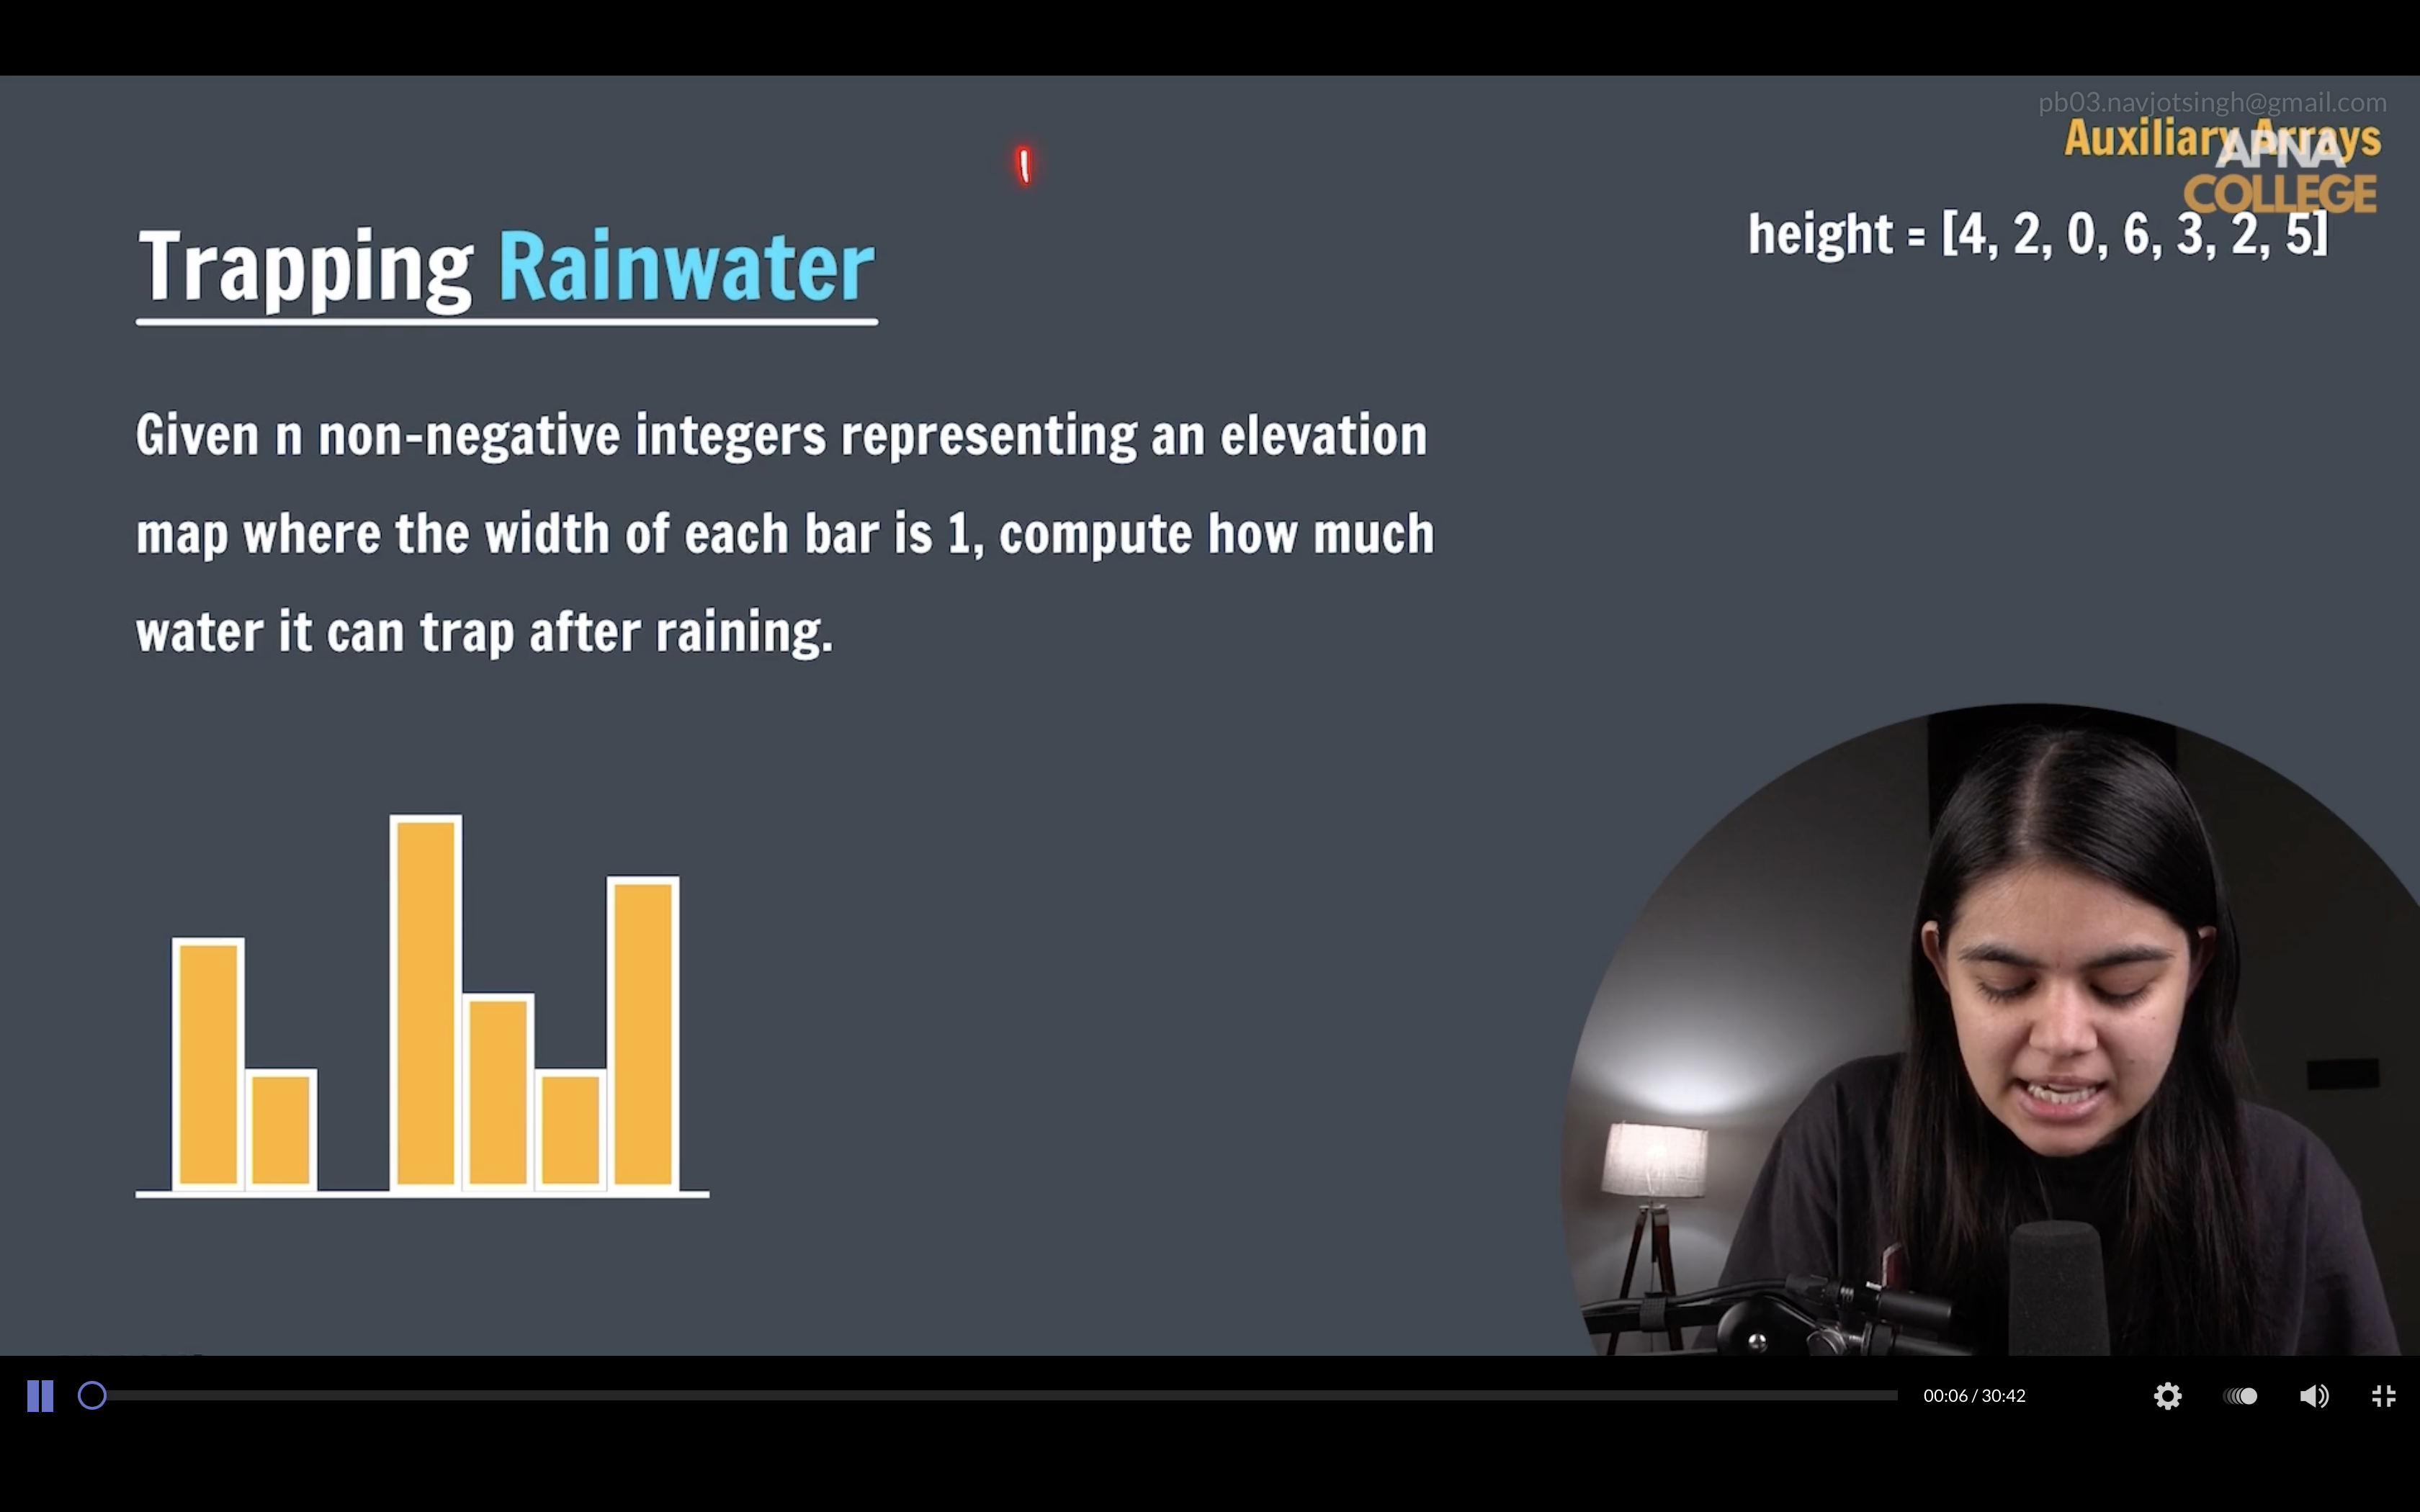 pb03.navjotsingh@gmail.com
Auxiliary Arrays
APNA
COLLEGE
height = [4, 2, 0, 6, 3, 2, 5]
Trapping Rainwater
Given n non-negative integers representing an elevation
map where the width of each bar is 1, compute how much
water it can trap after raining.
00:06 / 30:42